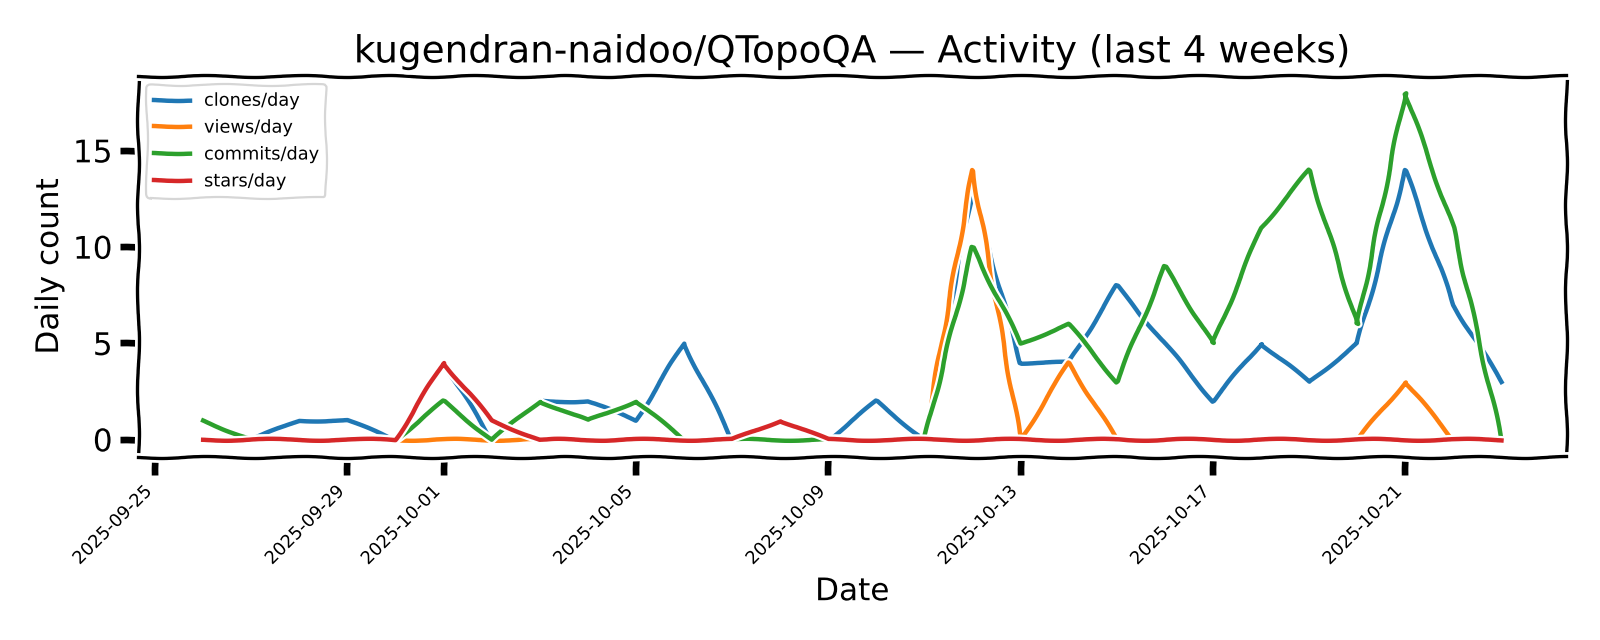 kugendran-naidoo/QTopoQA — Activity (last 4 weeks)
clones/day
views/day
commits/day
stars/day
Daily count
15
10
5
0
2025-09-25
2025-09-29
2025-10-01
2025-10-05
2025-10-09
2025-10-13
2025-10-17
2025-10-21
Date